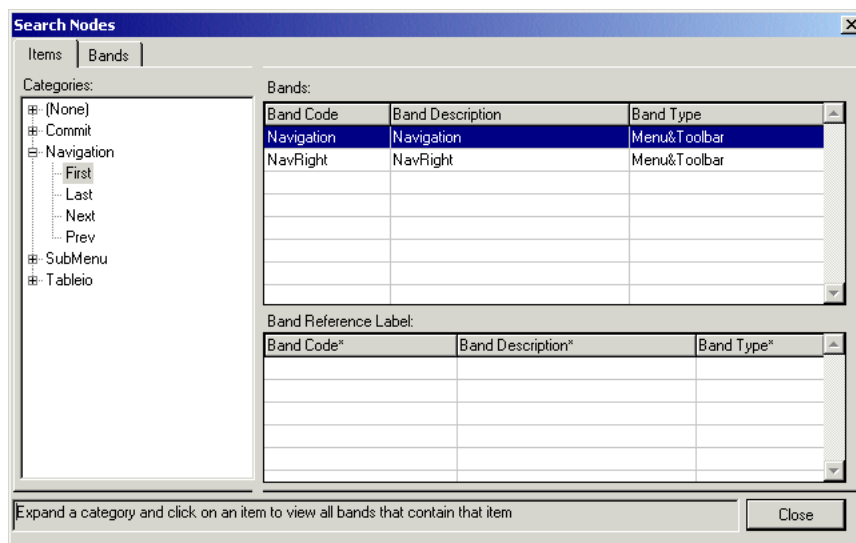 Search Nodes
Items Bands
Categories:
(None)
Commit
Navigation
First
Last
Next
Prev
SubMenu
Tableio
Bands:
Band Code Band Description Band Type
Navigation Navigation Menu&Toolbar
NavRight NavRight Menu&Toolbar
Band Reference Label:
Band Code* Band Description* Band Type*
Expand a category and click on an item to view all bands that contain that item
Close